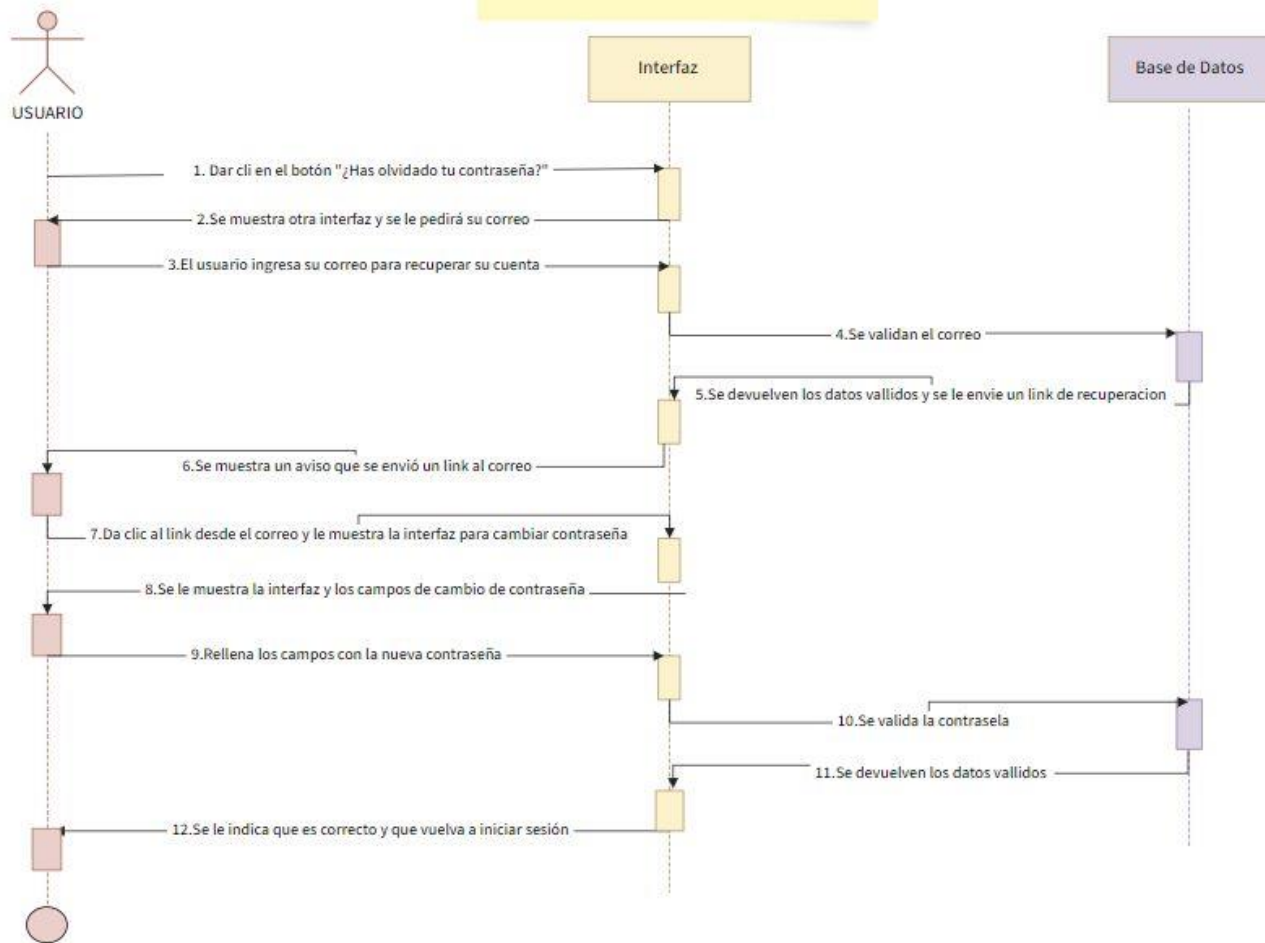 Interfaz
Base de Datos
USUARIO
1. Dar cli en el botón "¿Has olvidado tu contraseña?"
2.Se muestra otra interfaz y se le pedirá su correo
3.El usuario ingresa su correo para recuperar su cuenta
4.Se validan el correo
5.Se devuelven los datos vallidos y se le envie un link de recuperacion
6.Se muestra un aviso que se envió un link al correo
7.Da clic al link desde el correo y le muestra la interfaz para cambiar contraseña
8.Se le muestra la interfaz y los campos de cambio de contraseña
9.Rellena los campos con la nueva contraseña
10.Se valida la contrasela
11.Se devuelven los datos vallidos
12.Se le indica que es correcto y que vuelva a iniciar sesión